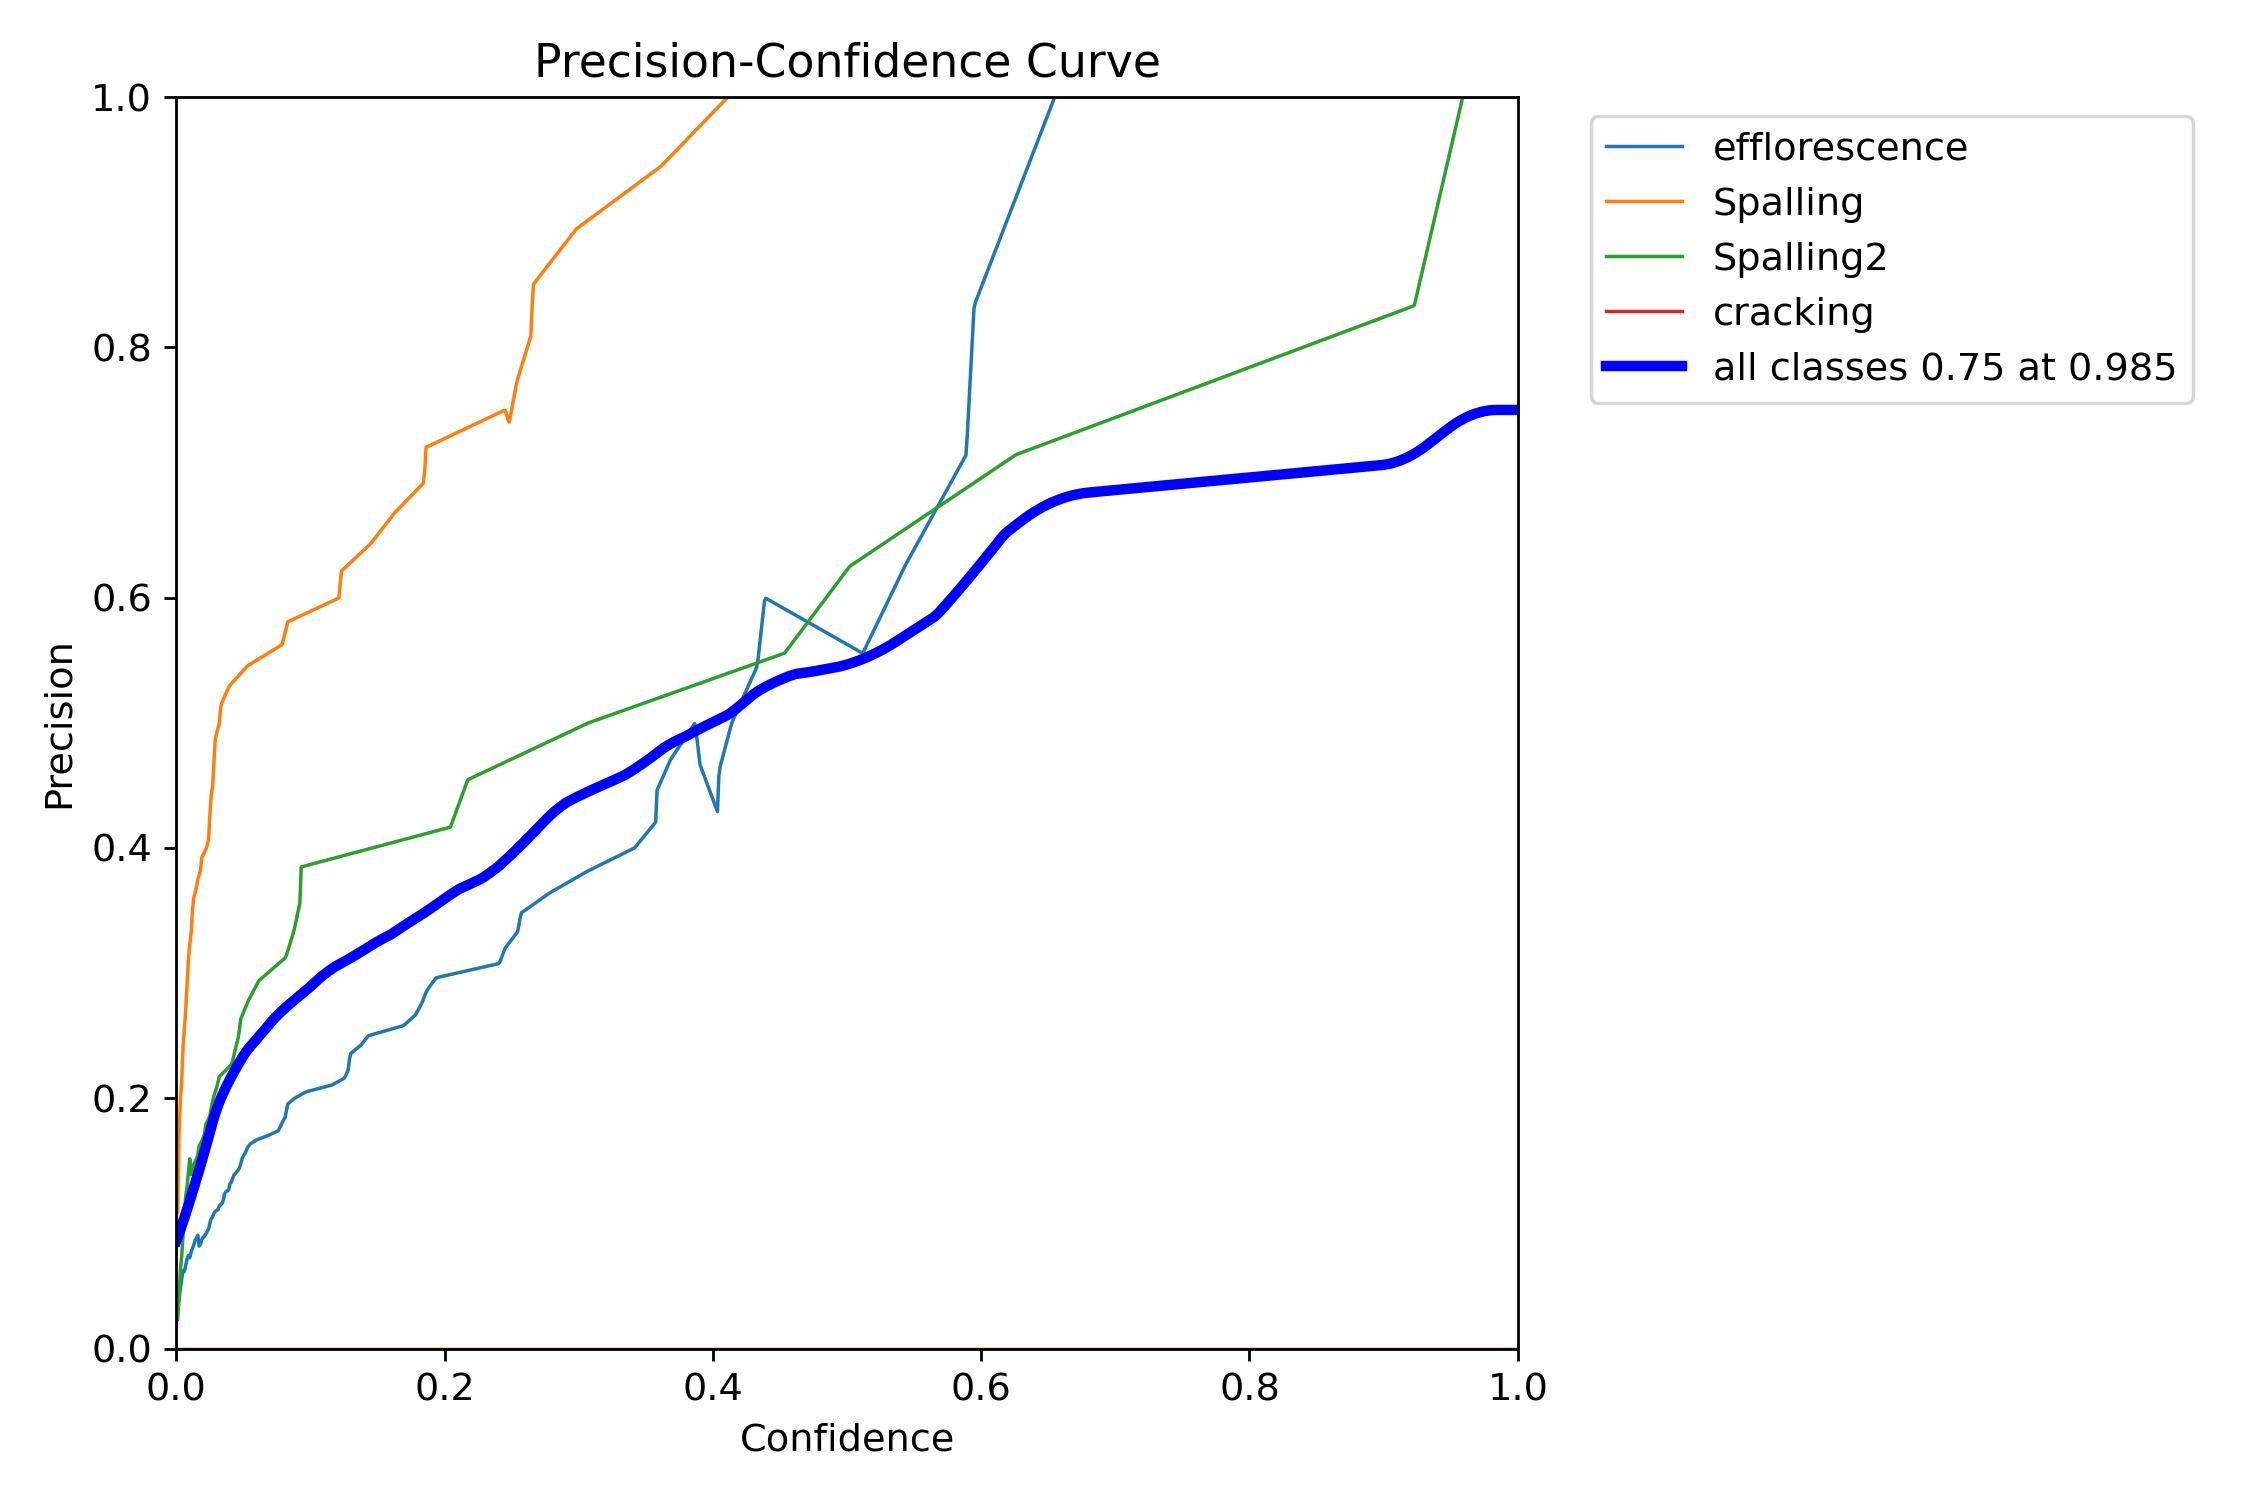 Precision-Confidence Curve
1.0
0.8
0.6
0.4
0.2
0.0
Precision
0.0 0.2 0.4 0.6 0.8 1.0
Confidence
efflorescence
Spalling
Spalling2
cracking
all classes 0.75 at 0.985